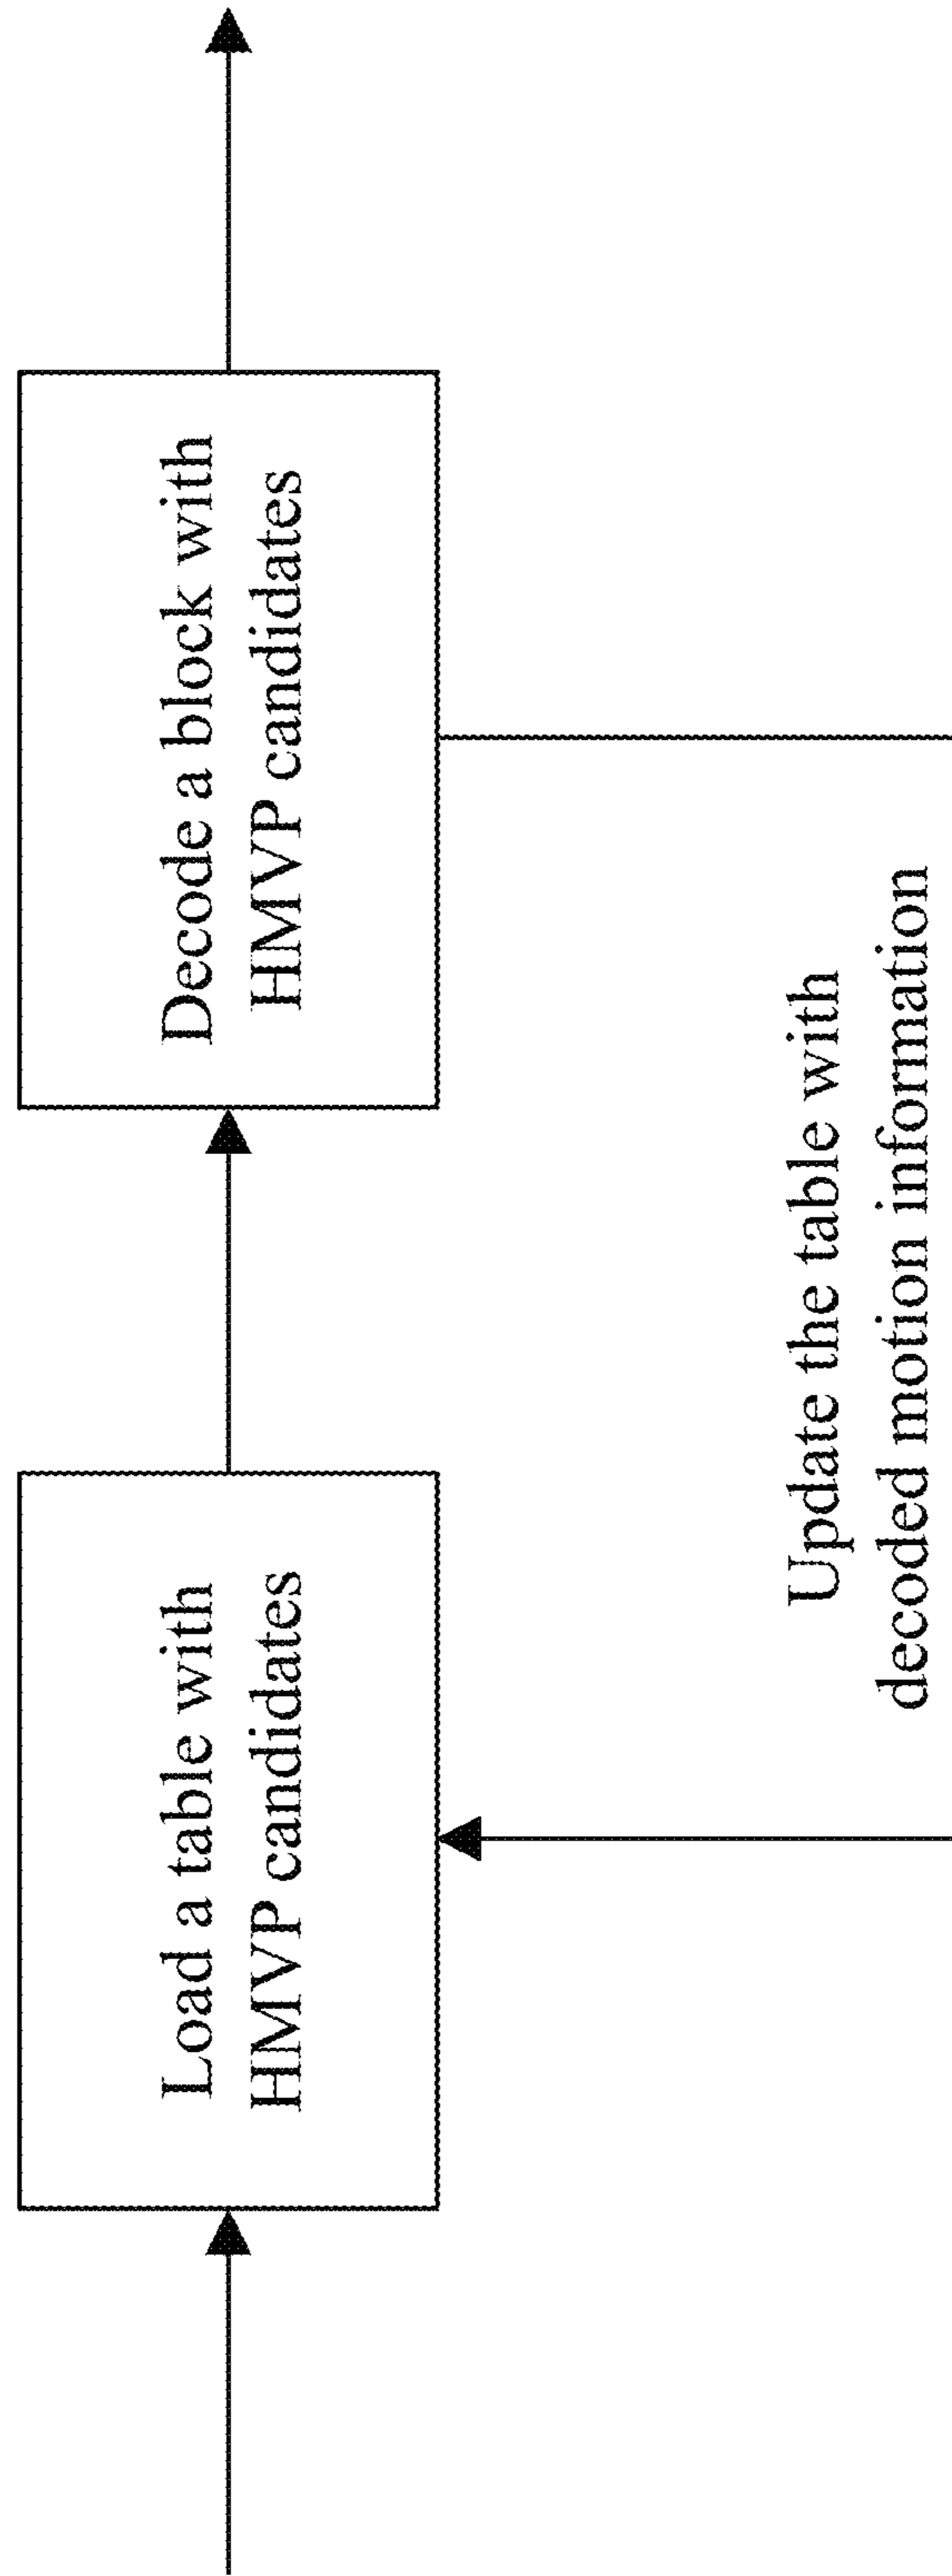 Load a table with
HMVP candidates
Decode a block with
HMVP candidates
Update the table with
decoded motion information